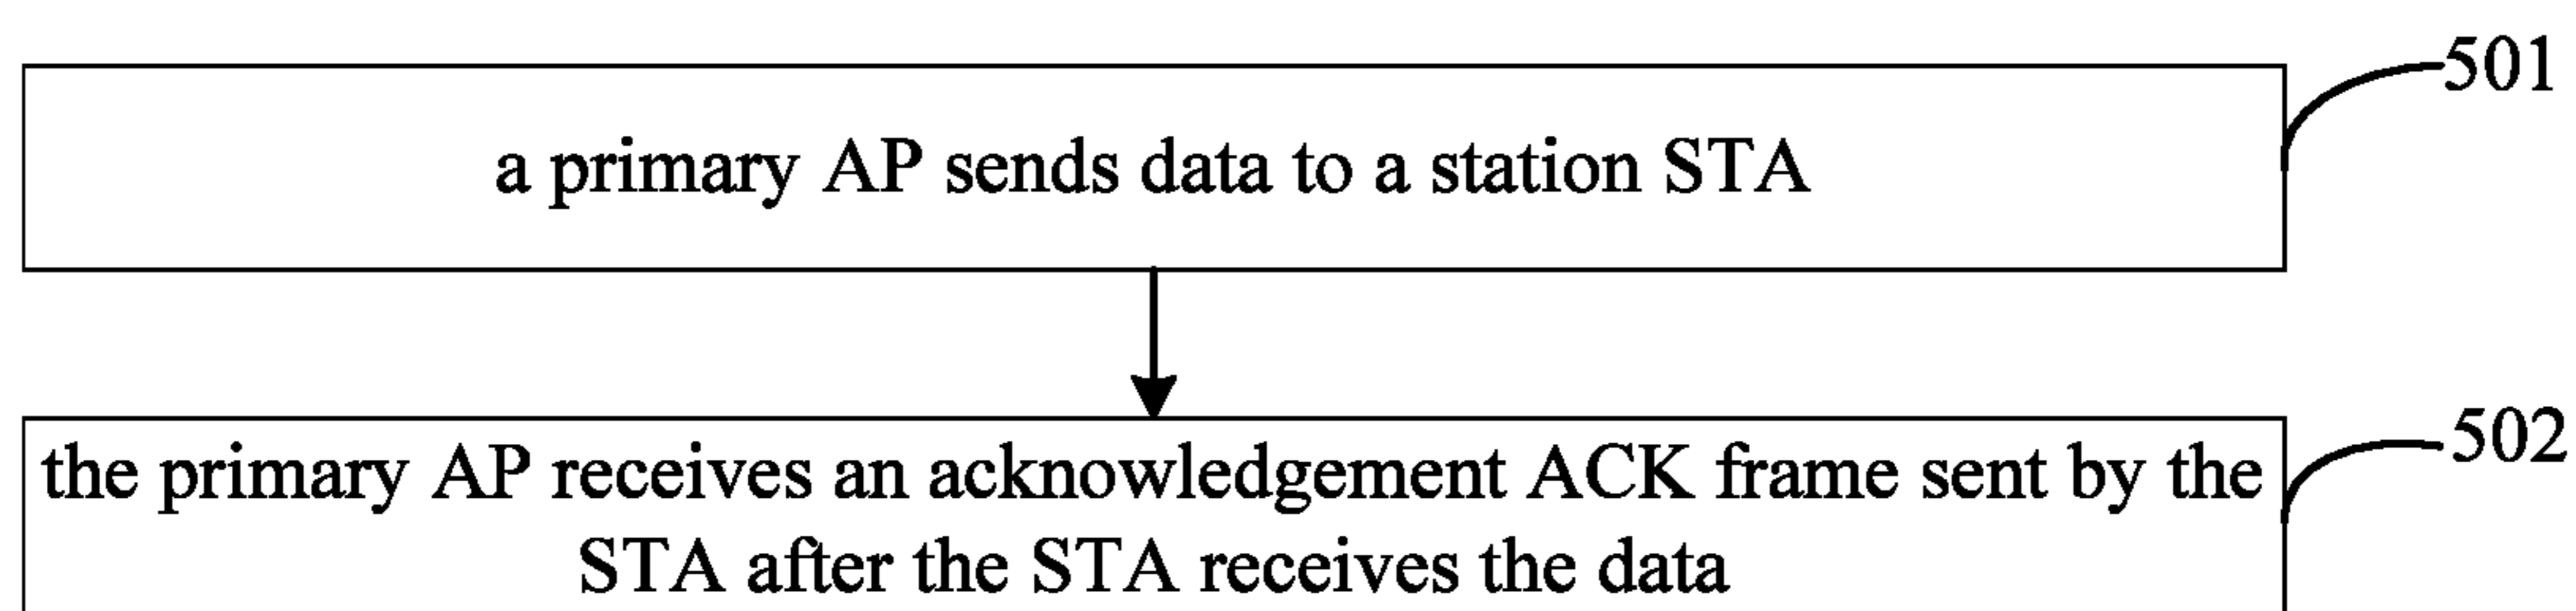 501
a primary AP sends data to a station STA
502
the primary AP receives an acknowledgement ACK frame sent by the
STA after the STA receives the data